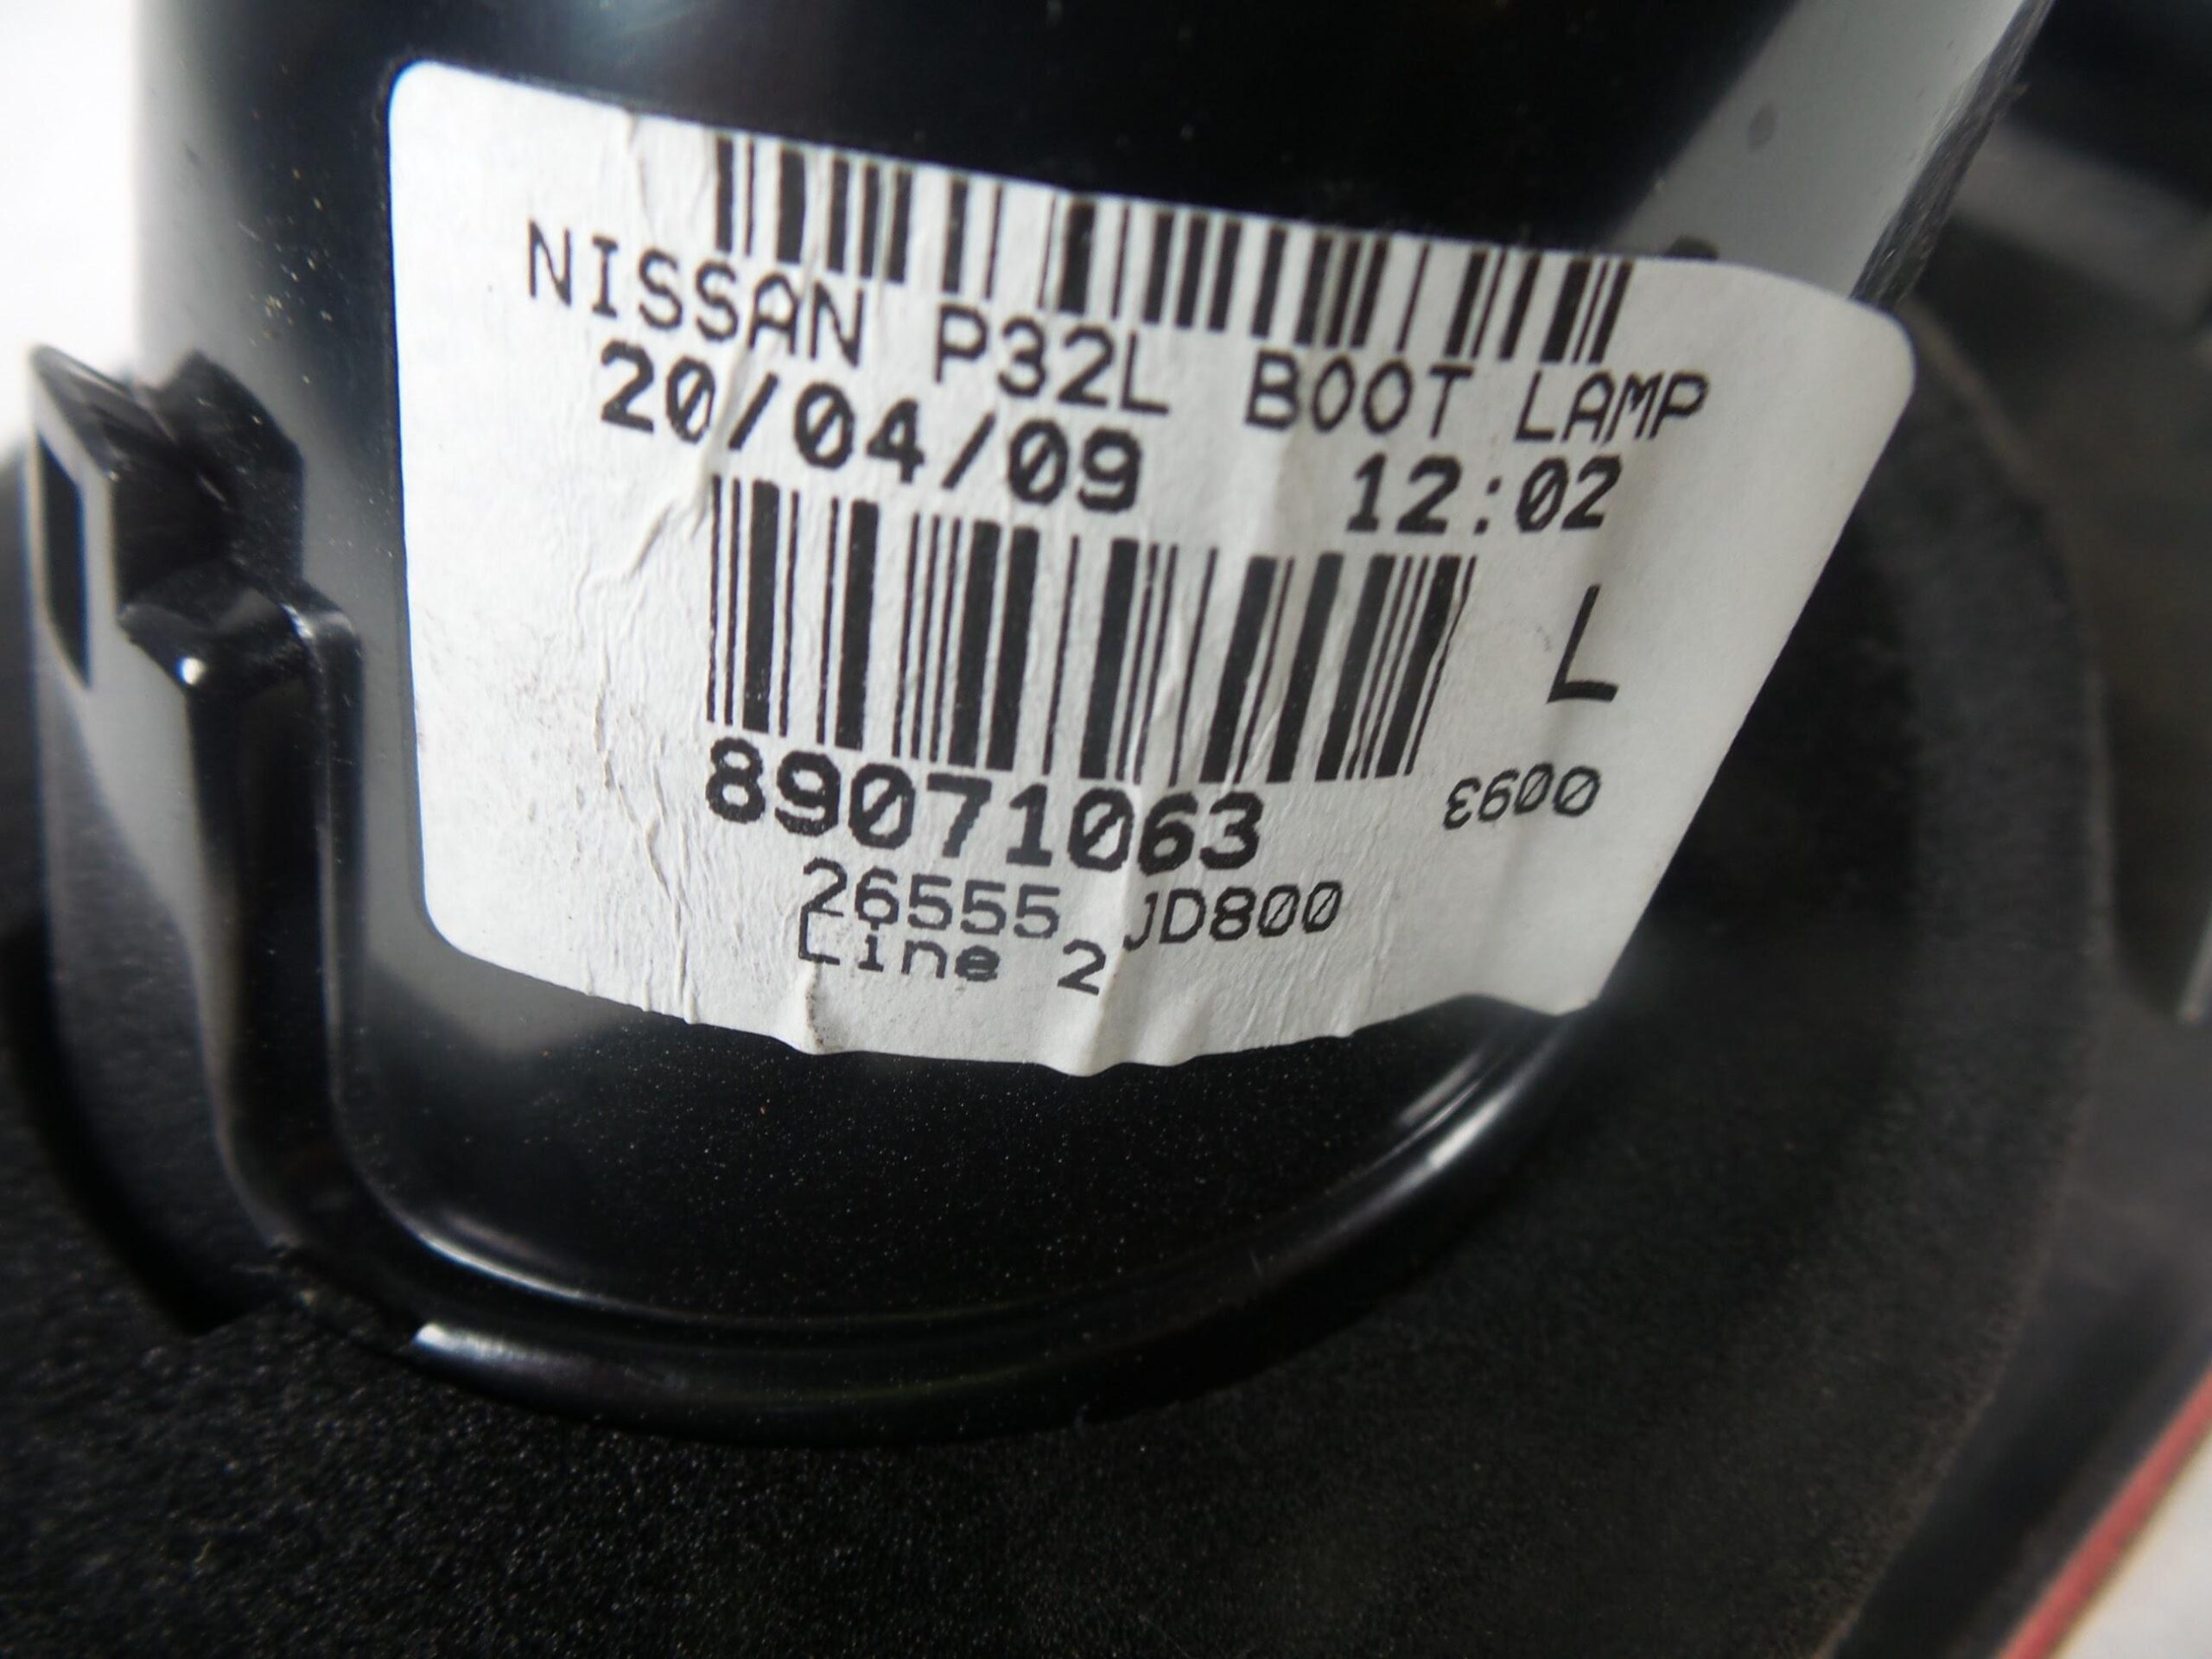 NISSAN P32L BOOT LAMP
20/04/09 12:02
L
89071063
0093
26555 JD800
Line 2